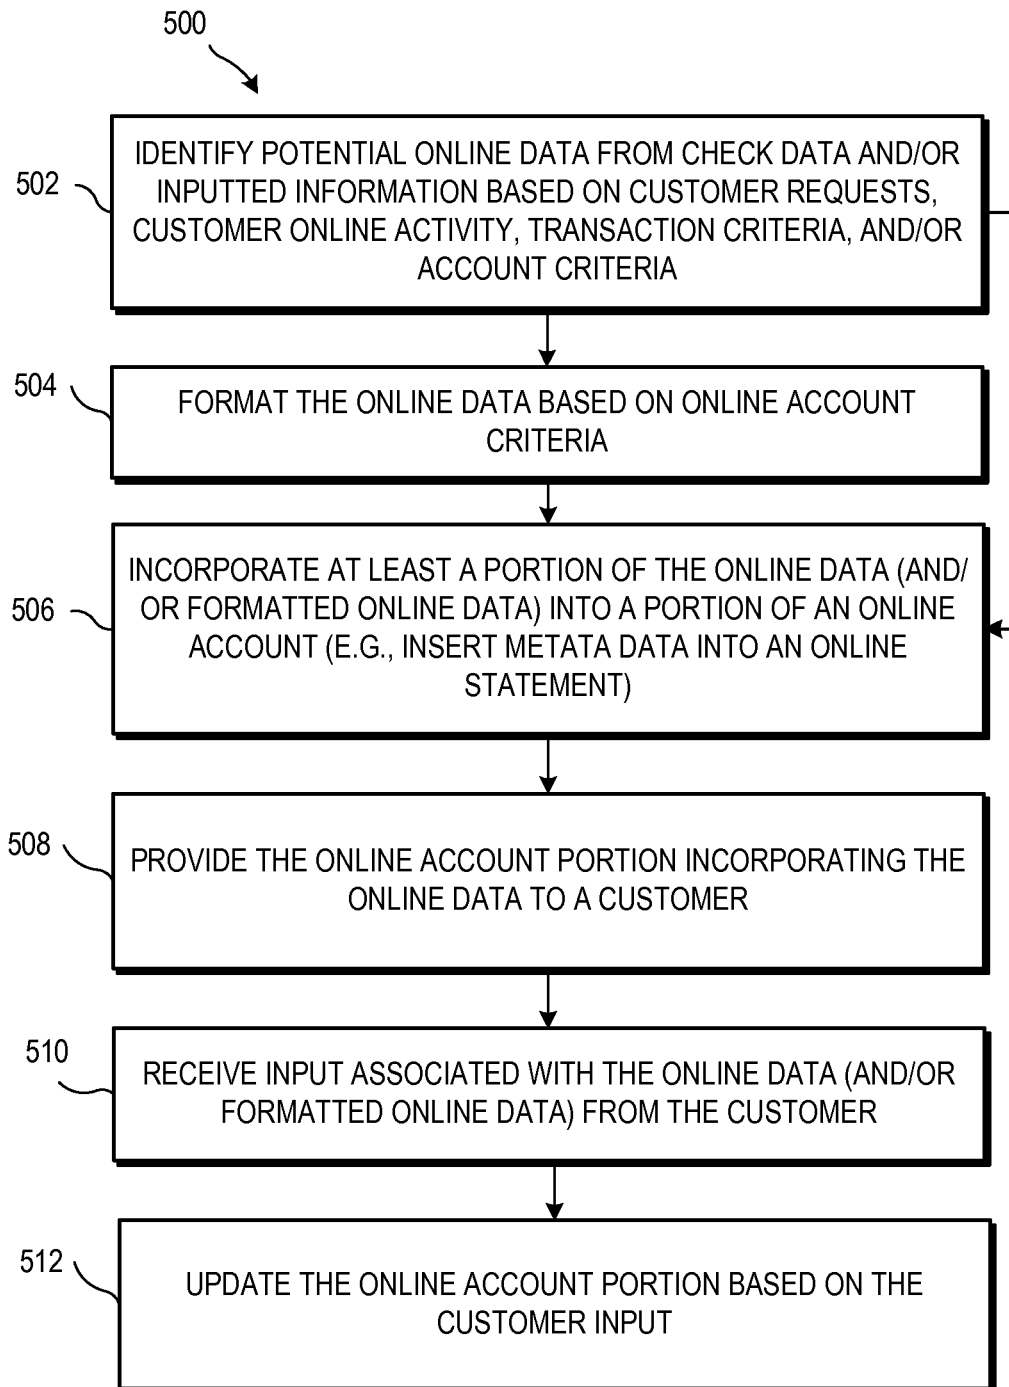 500
502
IDENTIFY POTENTIAL ONLINE DATA FROM CHECK DATA AND/OR
INPUTTED INFORMATION BASED ON CUSTOMER REQUESTS,
CUSTOMER ONLINE ACTIVITY, TRANSACTION CRITERIA, AND/OR
ACCOUNT CRITERIA
504
FORMAT THE ONLINE DATA BASED ON ONLINE ACCOUNT
CRITERIA
506
INCORPORATE AT LEAST A PORTION OF THE ONLINE DATA (AND/
OR FORMATTED ONLINE DATA) INTO A PORTION OF AN ONLINE
ACCOUNT (E.G., INSERT METATA DATA INTO AN ONLINE
STATEMENT)
508
PROVIDE THE ONLINE ACCOUNT PORTION INCORPORATING THE
ONLINE DATA TO A CUSTOMER
510
RECEIVE INPUT ASSOCIATED WITH THE ONLINE DATA (AND/OR
FORMATTED ONLINE DATA) FROM THE CUSTOMER
512
UPDATE THE ONLINE ACCOUNT PORTION BASED ON THE
CUSTOMER INPUT